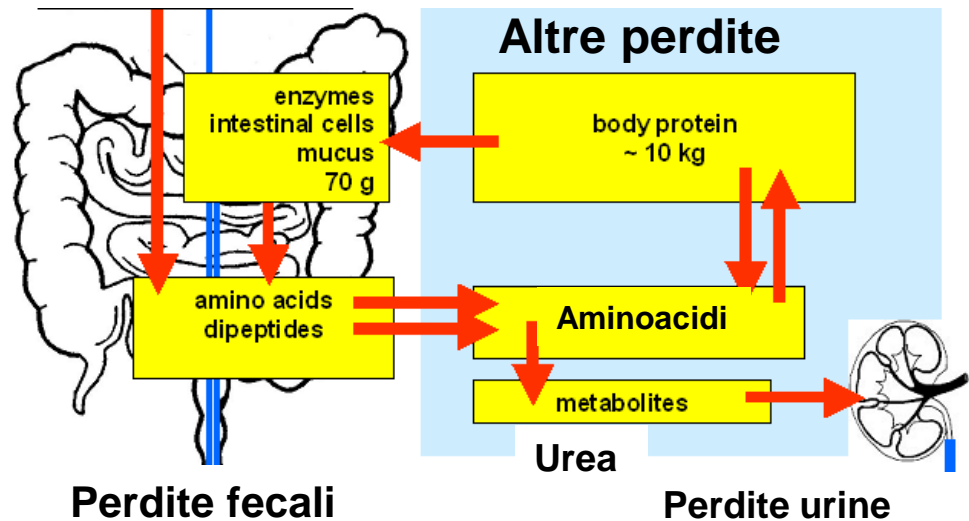 Altre perdite
enzymes
intestinal cells
mucus
70 g
body protein
~ 10 kg
amino acids
dipeptides
Aminoacidi
metabolites
Urea
Perdite fecali
Perdite urine